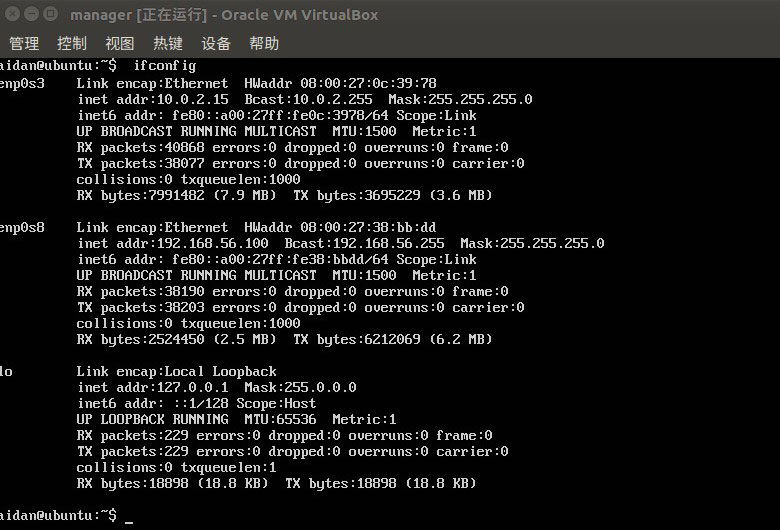 manager [正在运行] - Oracle VM VirtualBox
管理 控制 视图 热键 设备 帮助
aidan@ubuntu:~$  ifconfig
enp0s3    Link encap:Ethernet  HWaddr 08:00:27:0c:39:78
          inet addr:10.0.2.15  Bcast:10.0.2.255  Mask:255.255.255.0
          inet6 addr: fe80::a00:27ff:fe0c:3978/64 Scope:Link
          UP BROADCAST RUNNING MULTICAST  MTU:1500  Metric:1
          RX packets:40868 errors:0 dropped:0 overruns:0 frame:0
          TX packets:38077 errors:0 dropped:0 overruns:0 carrier:0
          collisions:0 txqueuelen:1000
          RX bytes:7991482 (7.9 MB)  TX bytes:3695229 (3.6 MB)
enp0s8    Link encap:Ethernet  HWaddr 08:00:27:38:bb:dd
          inet addr:192.168.56.100  Bcast:192.168.56.255  Mask:255.255.255.0
          inet6 addr: fe80::a00:27ff:fe38:bbdd/64 Scope:Link
          UP BROADCAST RUNNING MULTICAST  MTU:1500  Metric:1
          RX packets:38190 errors:0 dropped:0 overruns:0 frame:0
          TX packets:38203 errors:0 dropped:0 overruns:0 carrier:0
          collisions:0 txqueuelen:1000
          RX bytes:2524450 (2.5 MB)  TX bytes:6212069 (6.2 MB)
lo        Link encap:Local Loopback
          inet addr:127.0.0.1  Mask:255.0.0.0
          inet6 addr: ::1/128 Scope:Host
          UP LOOPBACK RUNNING  MTU:65536  Metric:1
          RX packets:229 errors:0 dropped:0 overruns:0 frame:0
          TX packets:229 errors:0 dropped:0 overruns:0 carrier:0
          collisions:0 txqueuelen:1
          RX bytes:18898 (18.8 KB)  TX bytes:18898 (18.8 KB)
aidan@ubuntu:~$ _